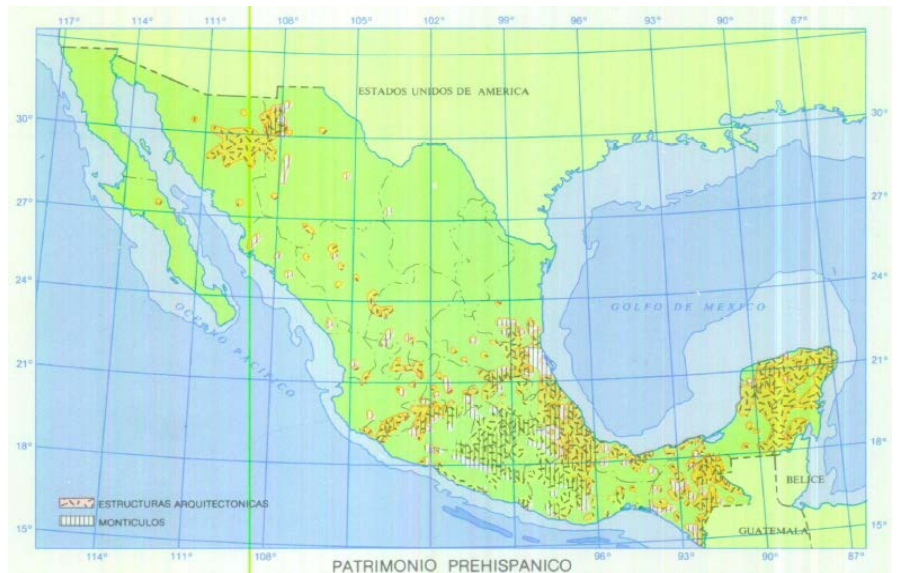 117° 114° 111° 108° 105° 102° 99° 96° 93° 90° 87°
ESTADOS UNIDOS DE AMERICA
30° 30°
27° 27°
24° 24°
GOLFO DE MEXICO
OCEANO PACIFICO
21° 21°
18° 18°
BELICE
ESTRUCTURAS ARQUITECTONICAS
MONTICULOS
GUATEMALA
15° 15°
114° 111° 108° 96° 93° 90° 87°
PATRIMONIO PREHISPANICO